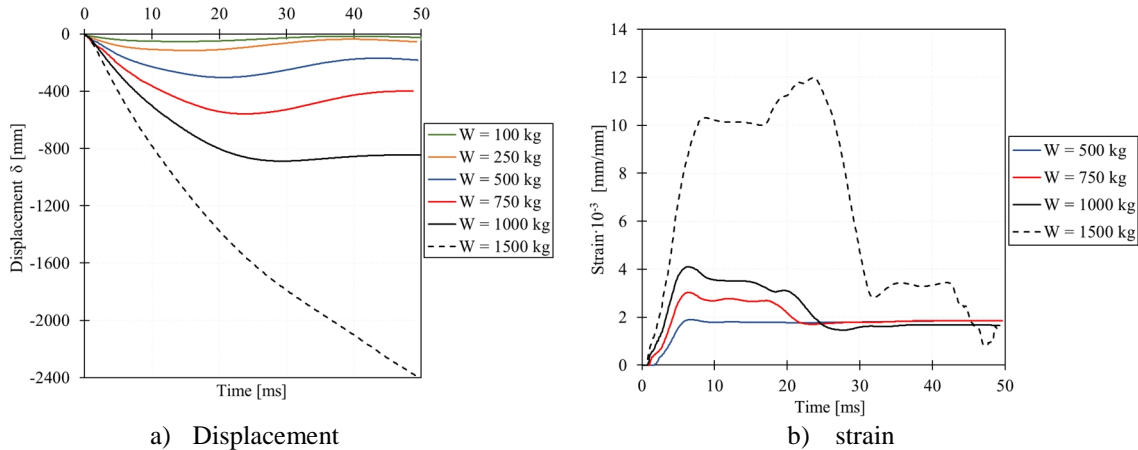 0 10 20 30 40 50
0
-400
-800
-1200
-1600
-2000
-2400
Displacement δ [mm]
Time [ms]
W = 100 kg
W = 250 kg
W = 500 kg
W = 750 kg
W = 1000 kg
W = 1500 kg
a) Displacement
14
12
10
8
6
4
2
0
Strain·10⁻³ [mm/mm]
0 10 20 30 40 50
Time [ms]
W = 500 kg
W = 750 kg
W = 1000 kg
W = 1500 kg
b) strain